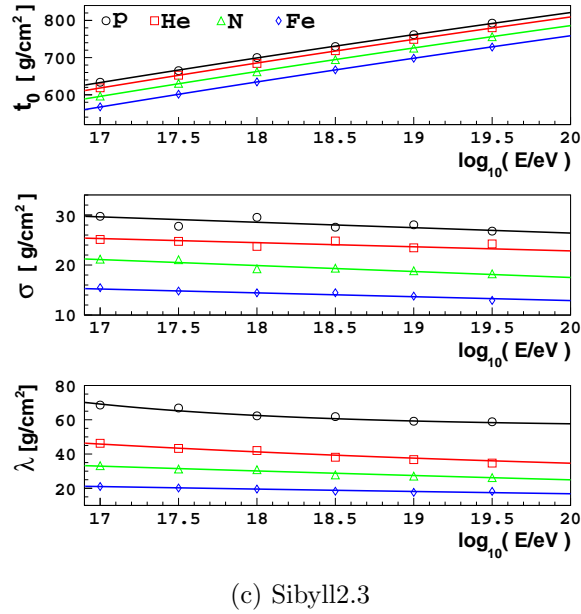 t₀ [ g/cm² ]
800
700
600
P He N Fe
17 17.5 18 18.5 19 19.5 20
log₁₀( E/eV )
σ [ g/cm² ]
30
20
10
17 17.5 18 18.5 19 19.5 20
log₁₀( E/eV )
λ [g/cm²]
80
60
40
20
17 17.5 18 18.5 19 19.5 20
log₁₀( E/eV )
(c) Sibyll2.3